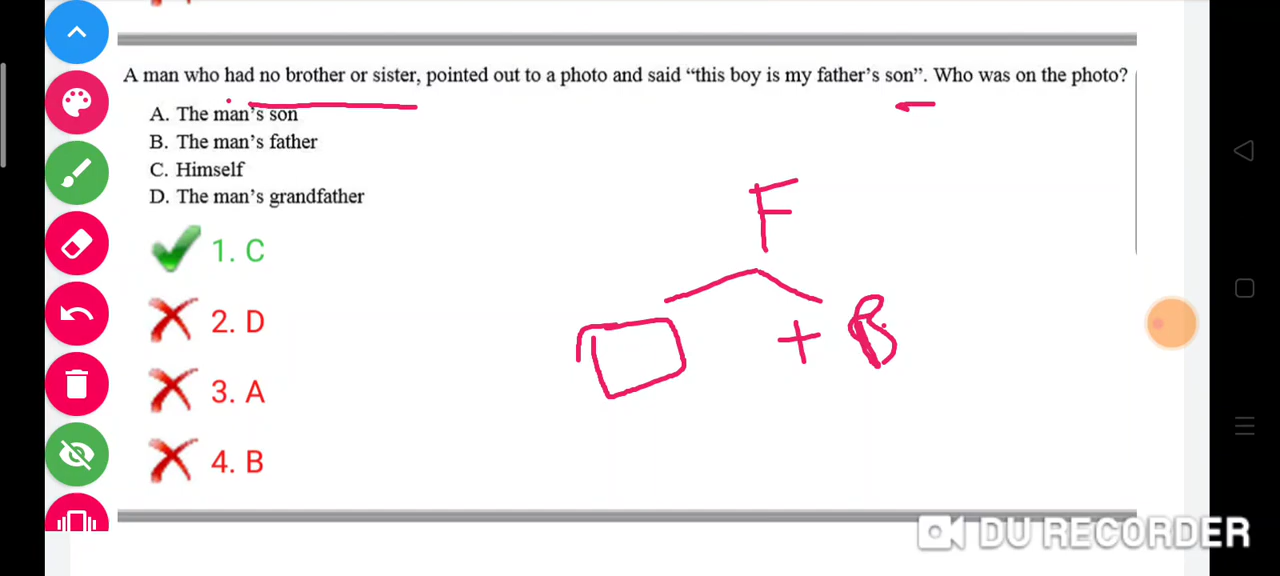 A man who had no brother or sister, pointed out to a photo and said “this boy is my father’s son”. Who was on the photo?
A. The man’s son
B. The man’s father
C. Himself
D. The man’s grandfather
1. C
2. D
3. A
4. B
F
+ B
DU RECORDER